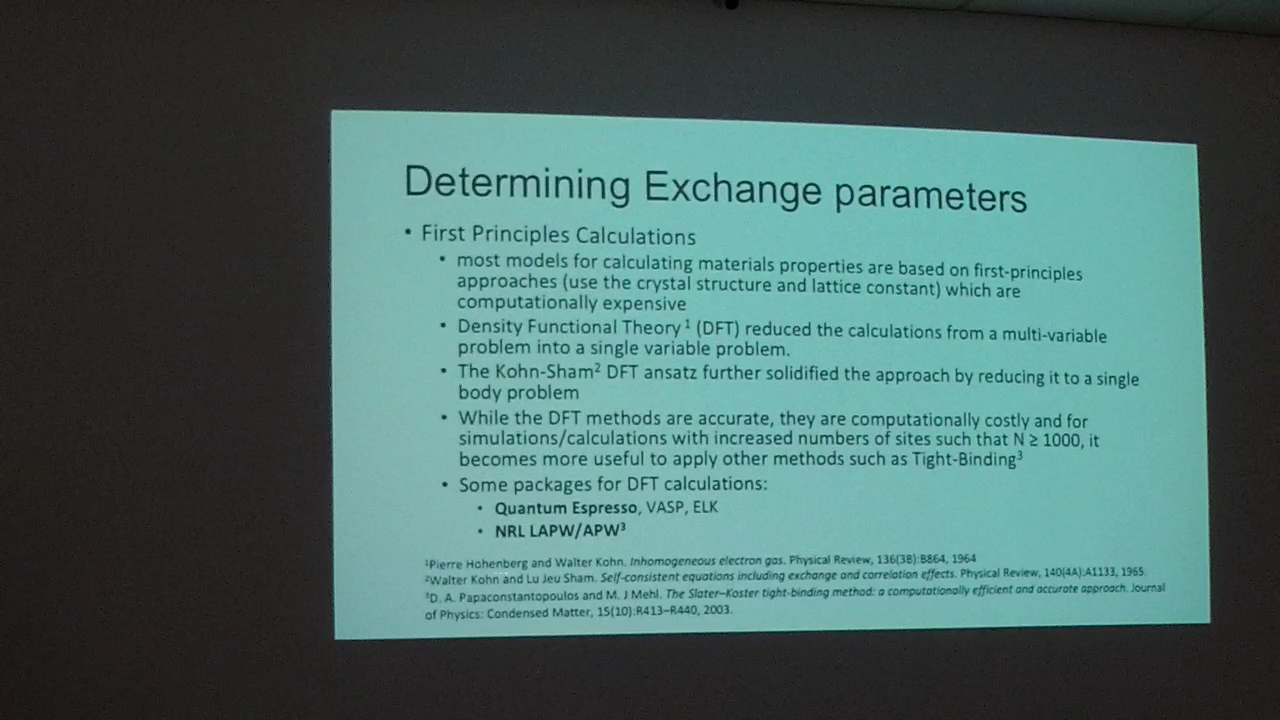 Determining Exchange parameters
• First Principles Calculations
• most models for calculating materials properties are based on first-principles
approaches (use the crystal structure and lattice constant) which are
computationally expensive
• Density Functional Theory¹ (DFT) reduced the calculations from a multi-variable
problem into a single variable problem.
• The Kohn-Sham² DFT ansatz further solidified the approach by reducing it to a single
body problem
• While the DFT methods are accurate, they are computationally costly and for
simulations/calculations with increased numbers of sites such that N ≥ 1000, it
becomes more useful to apply other methods such as Tight-Binding³
• Some packages for DFT calculations:
• Quantum Espresso, VASP, ELK
• NRL LAPW/APW³
¹Pierre Hohenberg and Walter Kohn. Inhomogeneous electron gas. Physical Review, 136(3B):B864, 1964
²Walter Kohn and Lu Jeu Sham. Self-consistent equations including exchange and correlation effects. Physical Review, 140(4A):A1133, 1965.
³D. A. Papaconstantopoulos and M. J Mehl. The Slater–Koster tight-binding method: a computationally efficient and accurate approach. Journal
of Physics: Condensed Matter, 15(10):R413–R440, 2003.